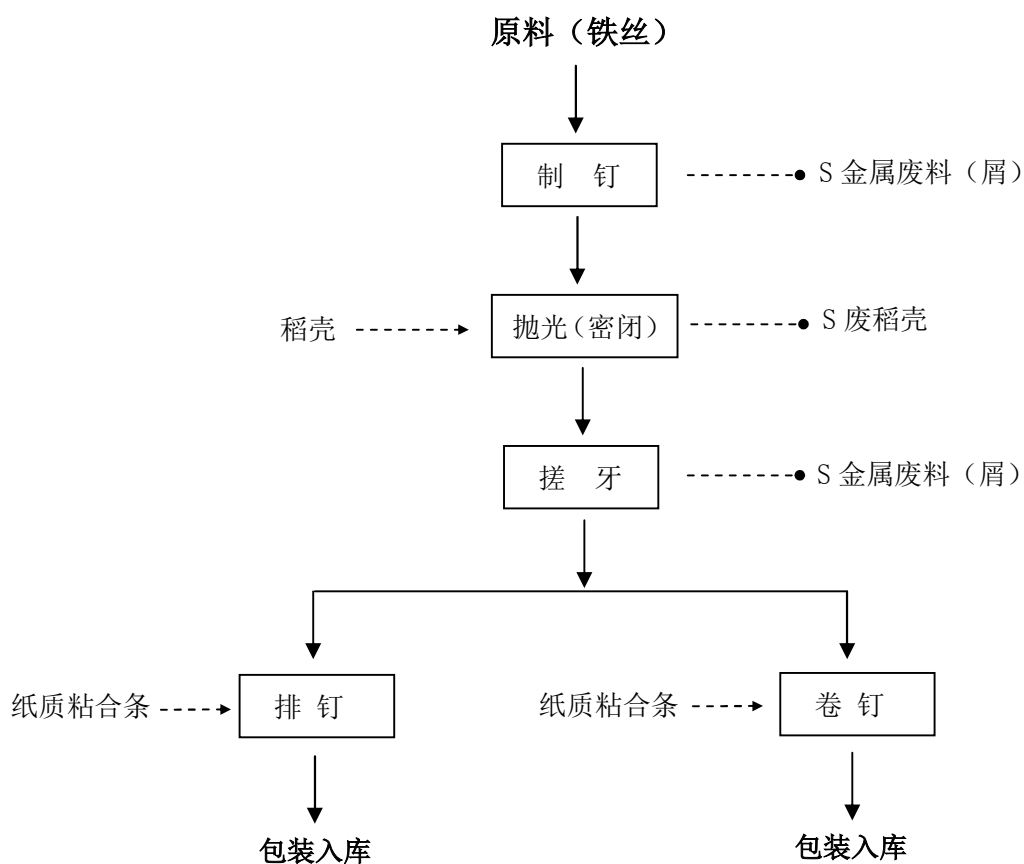 原料（铁丝）
制 钉
S 金属废料（屑）
稻壳
抛光（密闭）
S 废稻壳
搓 牙
S 金属废料（屑）
纸质粘合条
排 钉
纸质粘合条
卷 钉
包装入库
包装入库